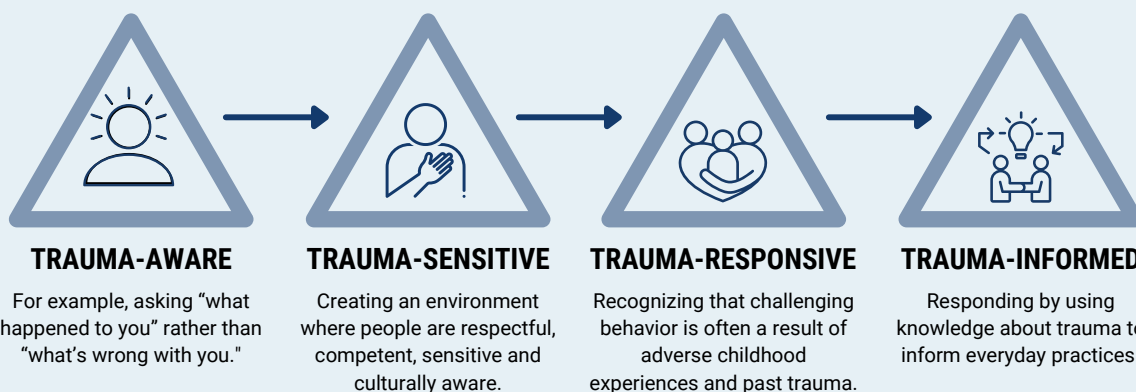 TRAUMA-AWARE
For example, asking “what
happened to you” rather than
“what’s wrong with you."
TRAUMA-SENSITIVE
Creating an environment
where people are respectful,
competent, sensitive and
culturally aware.
TRAUMA-RESPONSIVE
Recognizing that challenging
behavior is often a result of
adverse childhood
experiences and past trauma.
TRAUMA-INFORMED
Responding by using
knowledge about trauma to
inform everyday practices